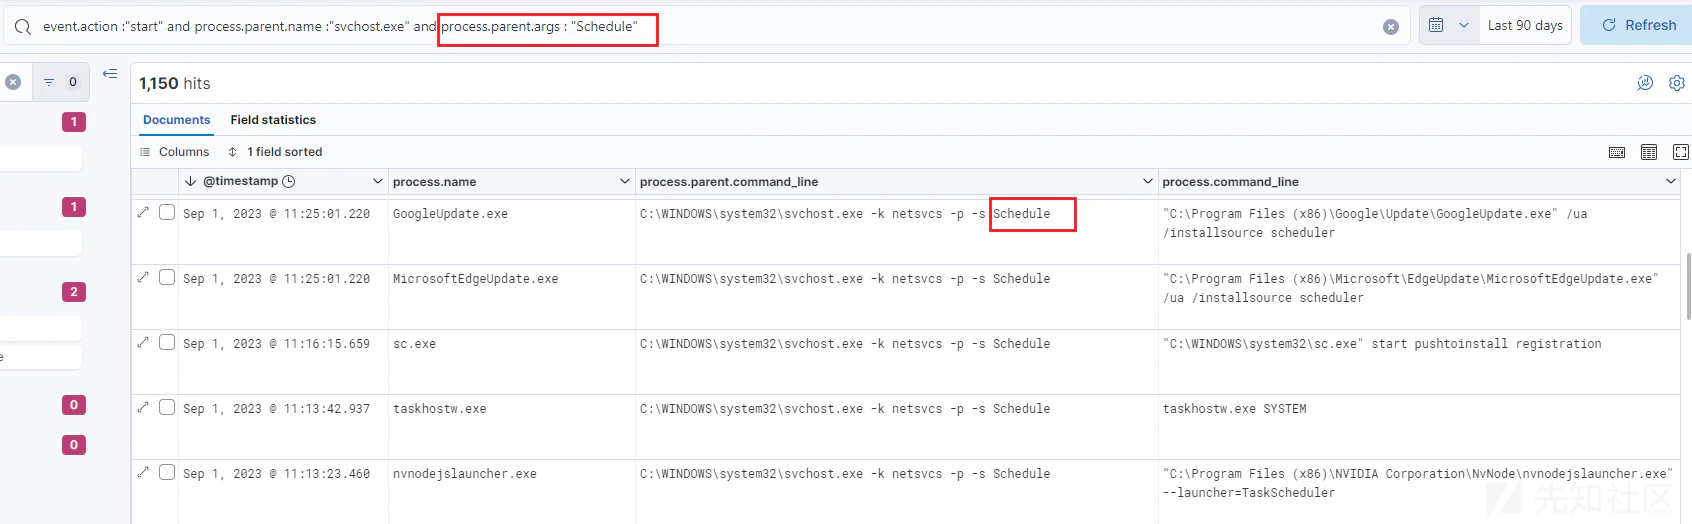 event.action :"start" and process.parent.name :"svchost.exe" and process.parent.args : "Schedule"
Last 90 days
Refresh
0
1,150 hits
1
Documents
Field statistics
Columns
1 field sorted
@timestamp
process.name
process.parent.command_line
process.command_line
1
Sep 1, 2023 @ 11:25:01.220
GoogleUpdate.exe
C:\WINDOWS\system32\svchost.exe -k netsvcs -p -s Schedule
"C:\Program Files (x86)\Google\Update\GoogleUpdate.exe" /ua
/installsource scheduler
2
Sep 1, 2023 @ 11:25:01.220
MicrosoftEdgeUpdate.exe
C:\WINDOWS\system32\svchost.exe -k netsvcs -p -s Schedule
"C:\Program Files (x86)\Microsoft\EdgeUpdate\MicrosoftEdgeUpdate.exe"
/ua /installsource scheduler
e
Sep 1, 2023 @ 11:16:15.659
sc.exe
C:\WINDOWS\system32\svchost.exe -k netsvcs -p -s Schedule
"C:\WINDOWS\system32\sc.exe" start pushtoinstall registration
0
Sep 1, 2023 @ 11:13:42.937
taskhostw.exe
C:\WINDOWS\system32\svchost.exe -k netsvcs -p -s Schedule
taskhostw.exe SYSTEM
0
Sep 1, 2023 @ 11:13:23.460
nvnodejslauncher.exe
C:\WINDOWS\system32\svchost.exe -k netsvcs -p -s Schedule
"C:\Program Files (x86)\NVIDIA Corporation\NvNode\nvnodejslauncher.exe"
--launcher=TaskScheduler
先知社区